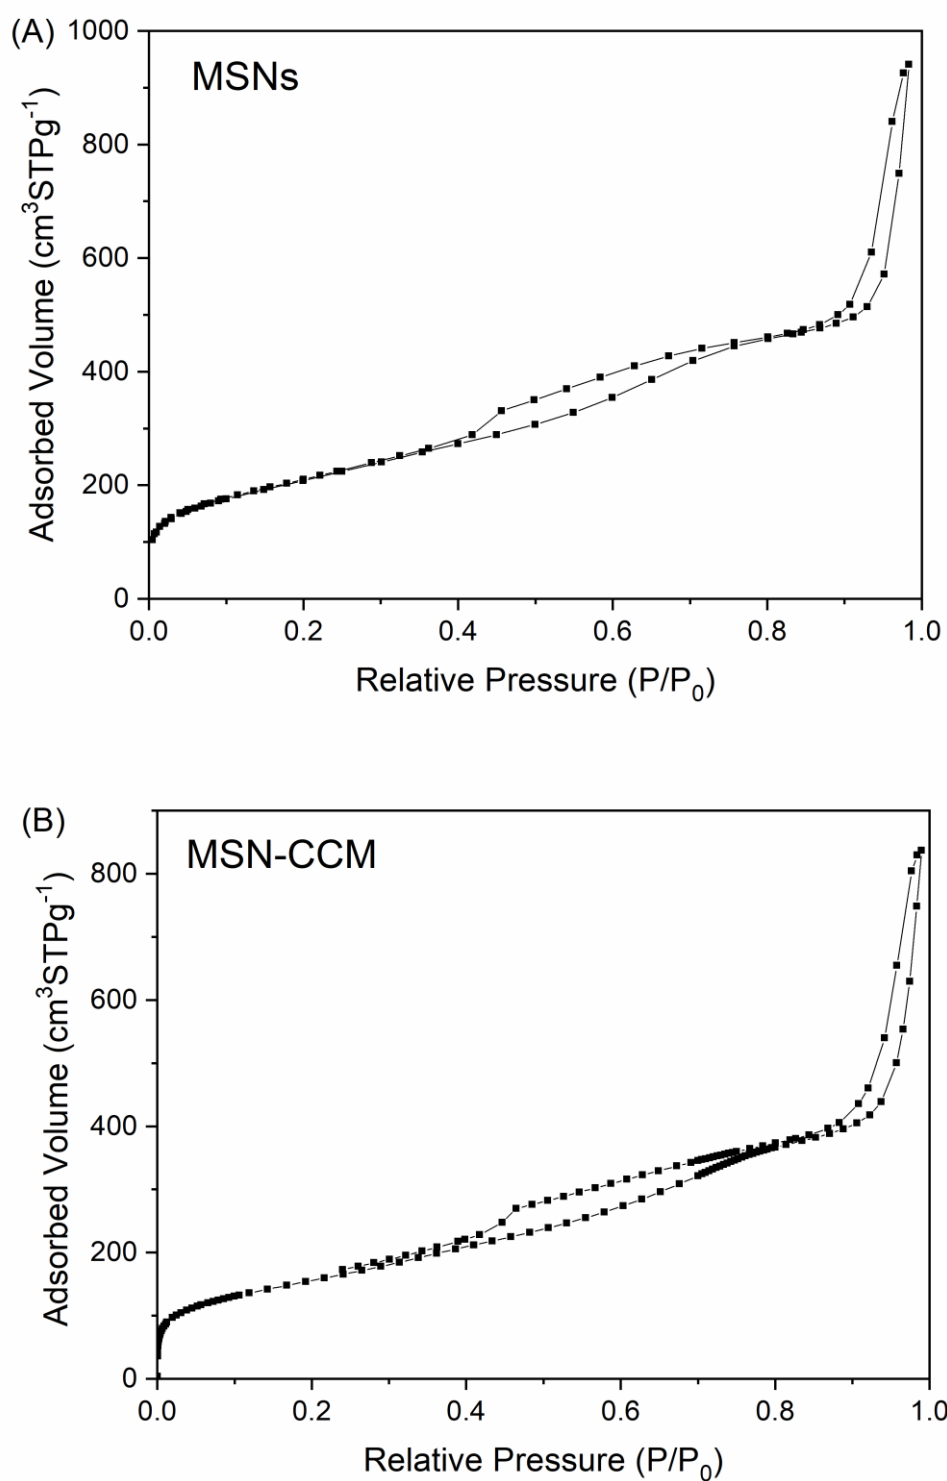 (A)
MSNs
Adsorbed Volume (cm³STPg⁻¹)
1000
800
600
400
200
0
0.0 0.2 0.4 0.6 0.8 1.0
Relative Pressure (P/P₀)
(B)
MSN-CCM
Adsorbed Volume (cm³STPg⁻¹)
800
600
400
200
0
0.0 0.2 0.4 0.6 0.8 1.0
Relative Pressure (P/P₀)